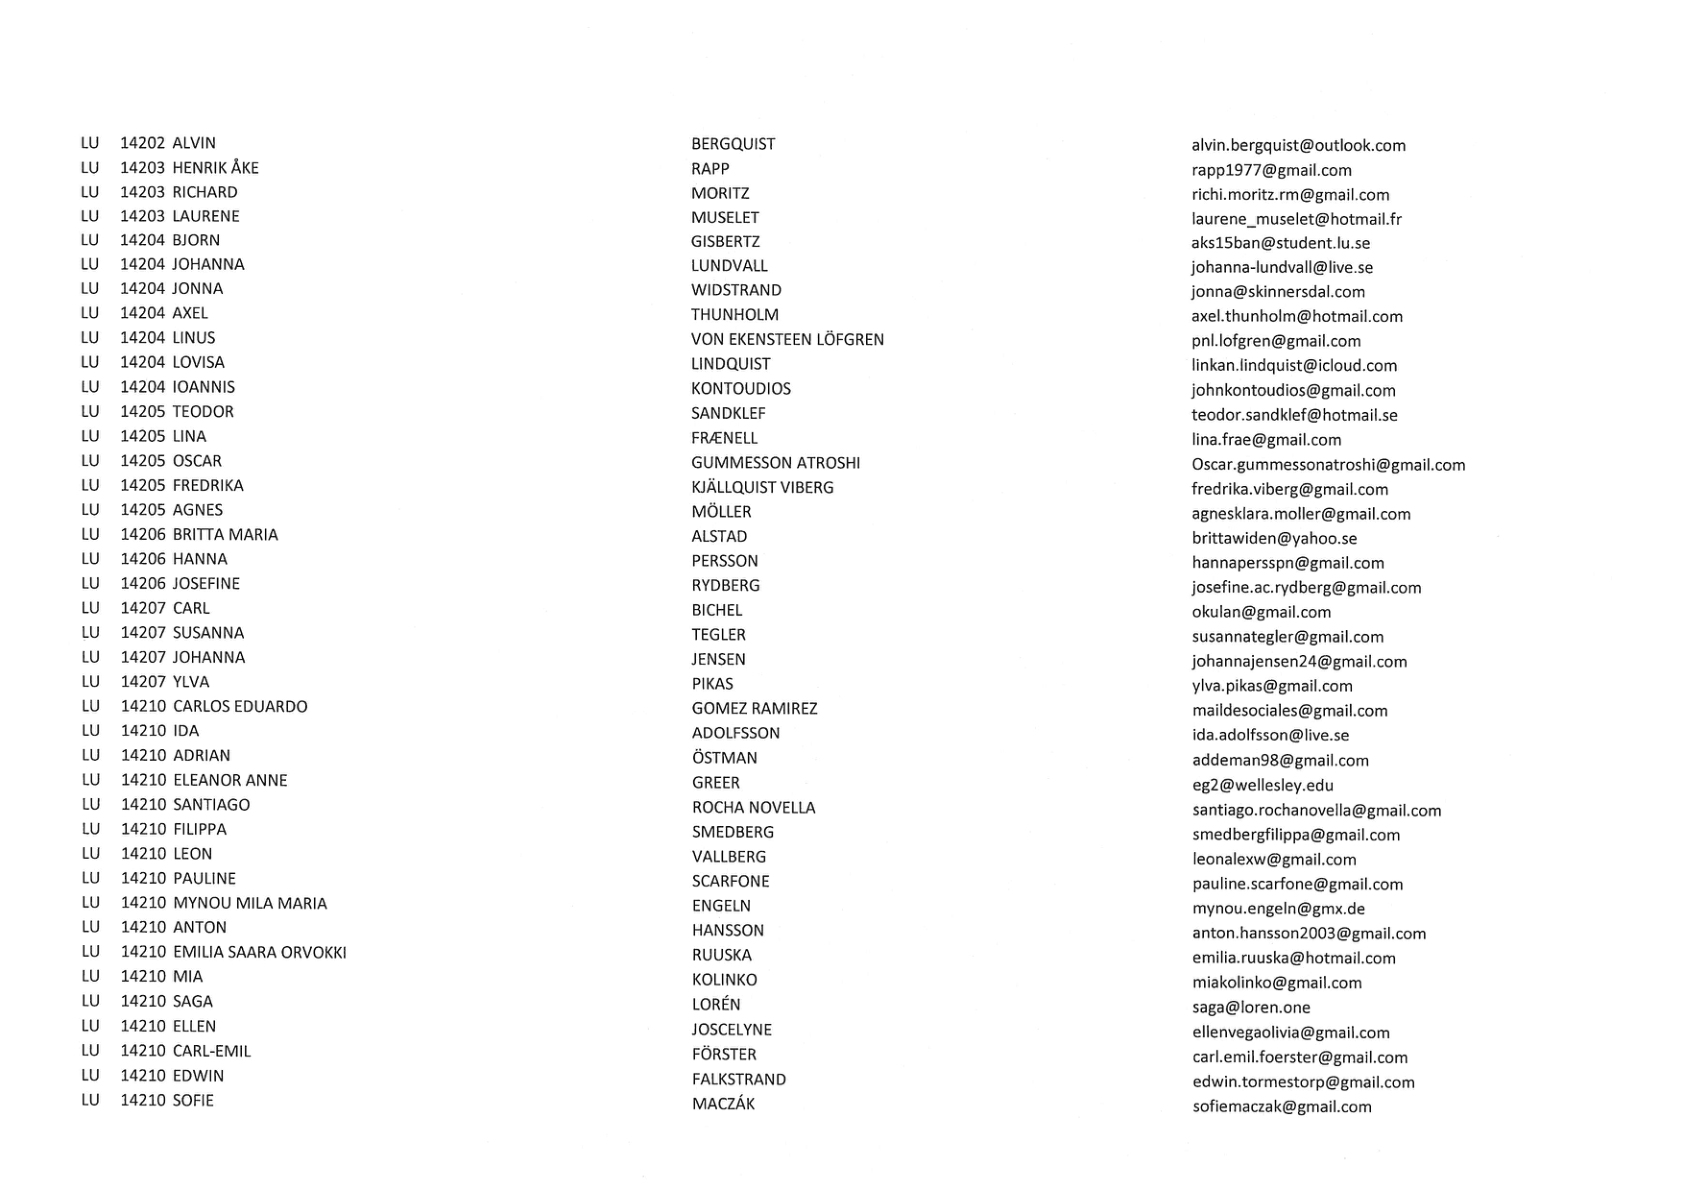 LU 14202 ALVIN BERGQUIST alvin.bergquist@outlook.com
LU 14203 HENRIK ÅKE RAPP rapp1977@gmail.com
LU 14203 RICHARD MORITZ richi.moritz.rm@gmail.com
LU 14203 LAURENE MUSELET laurene_muselet@hotmail.fr
LU 14204 BJORN GISBERTZ aks15ban@student.lu.se
LU 14204 JOHANNA LUNDVALL johanna-lundvall@live.se
LU 14204 JONNA WIDSTRAND jonna@skinnersdal.com
LU 14204 AXEL THUNHOLM axel.thunholm@hotmail.com
LU 14204 LINUS VON EKENSTEEN LÖFGREN pnl.lofgren@gmail.com
LU 14204 LOVISA LINDQUIST linkan.lindquist@icloud.com
LU 14204 IOANNIS KONTOUDIOS johnkontoudios@gmail.com
LU 14205 TEODOR SANDKLEF teodor.sandklef@hotmail.se
LU 14205 LINA FRÆNELL lina.frae@gmail.com
LU 14205 OSCAR GUMMESSON ATROSHI Oscar.gummessonatroshi@gmail.com
LU 14205 FREDRIKA KJÄLLQUIST VIBERG fredrika.viberg@gmail.com
LU 14205 AGNES MÖLLER agnesklara.moller@gmail.com
LU 14206 BRITTA MARIA ALSTAD brittawiden@yahoo.se
LU 14206 HANNA PERSSON hannapersspn@gmail.com
LU 14206 JOSEFINE RYDBERG josefine.ac.rydberg@gmail.com
LU 14207 CARL BICHEL okulan@gmail.com
LU 14207 SUSANNA TEGLER susannategler@gmail.com
LU 14207 JOHANNA JENSEN johannajensen24@gmail.com
LU 14207 YLVA PIKAS ylva.pikas@gmail.com
LU 14210 CARLOS EDUARDO GOMEZ RAMIREZ maildesociales@gmail.com
LU 14210 IDA ADOLFSSON ida.adolfsson@live.se
LU 14210 ADRIAN ÖSTMAN addeman98@gmail.com
LU 14210 ELEANOR ANNE GREER eg2@wellesley.edu
LU 14210 SANTIAGO ROCHA NOVELLA santiago.rochanovella@gmail.com
LU 14210 FILIPPA SMEDBERG smedbergfilippa@gmail.com
LU 14210 LEON VALLBERG leonalexw@gmail.com
LU 14210 PAULINE SCARFONE pauline.scarfone@gmail.com
LU 14210 MYNOU MILA MARIA ENGELN mynou.engeln@gmx.de
LU 14210 ANTON HANSSON anton.hansson2003@gmail.com
LU 14210 EMILIA SAARA ORVOKKI RUUSKA emilia.ruuska@hotmail.com
LU 14210 MIA KOLINKO miakolinko@gmail.com
LU 14210 SAGA LORÉN saga@loren.one
LU 14210 ELLEN JOSCELYNE ellenvegaolivia@gmail.com
LU 14210 CARL-EMIL FÖRSTER carl.emil.foerster@gmail.com
LU 14210 EDWIN FALKSTRAND edwin.tormestorp@gmail.com
LU 14210 SOFIE MACZÁK sofiemaczak@gmail.com